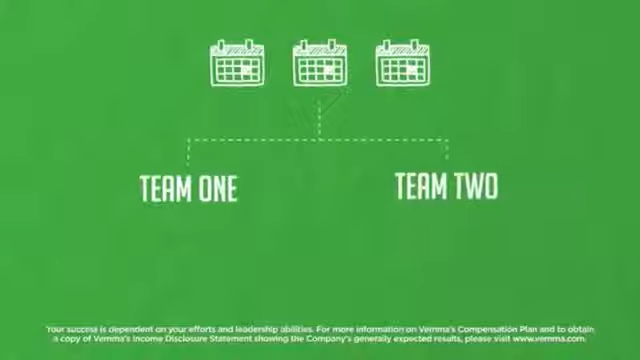 TEAM ONE
TEAM TWO
Your success is dependent on your efforts and leadership abilities. For more information on Vemma's Compensation Plan and to obtain
a copy of Vemma's Income Disclosure Statement showing the Company's generally expected results, please visit www.vemma.com.